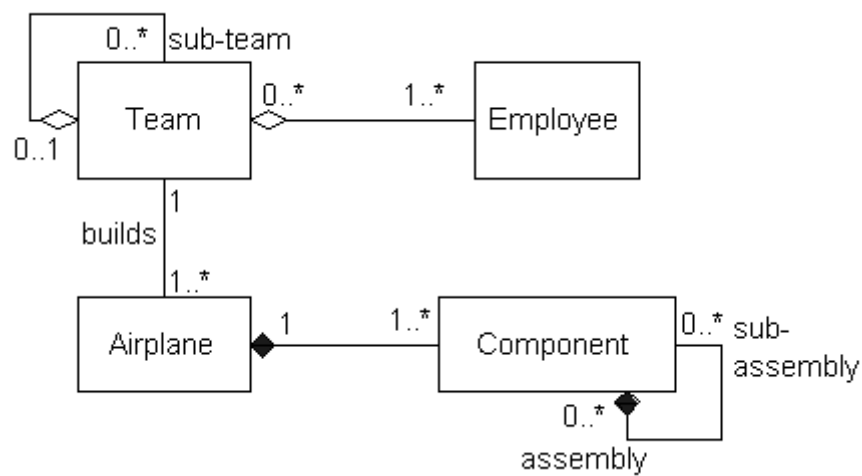 0..* sub-team
Team
0..*
1..*
Employee
0..1
1
builds
1..*
Airplane
1
1..*
Component
0..*
sub-
assembly
0..*
assembly